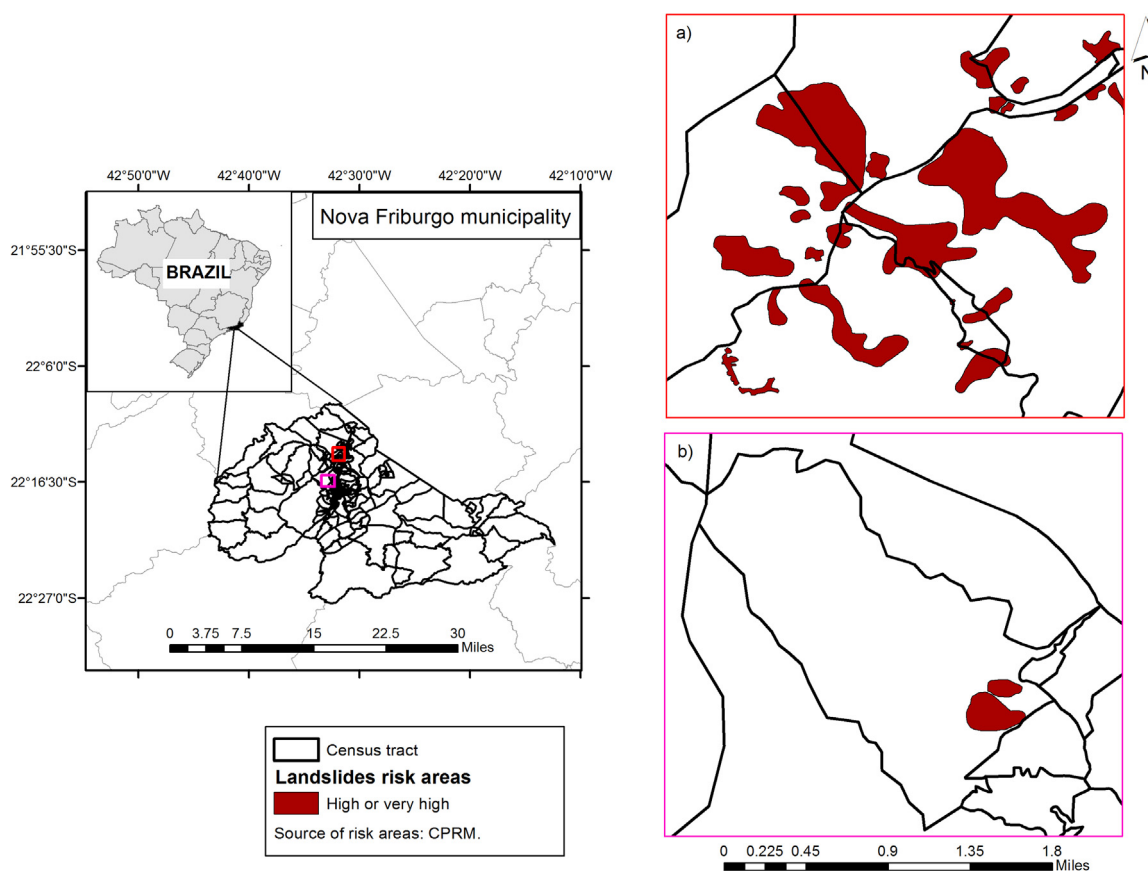 42°50'0"W 42°40'0"W 42°30'0"W 42°20'0"W 42°10'0"W
Nova Friburgo municipality
BRAZIL
21°55'30"S
22°6'0"S
22°16'30"S
22°27'0"S
0 3.75 7.5 15 22.5 30
Miles
Census tract
Landslides risk areas
High or very high
Source of risk areas: CPRM.
a)
N
b)
0 0.225 0.45 0.9 1.35 1.8
Miles